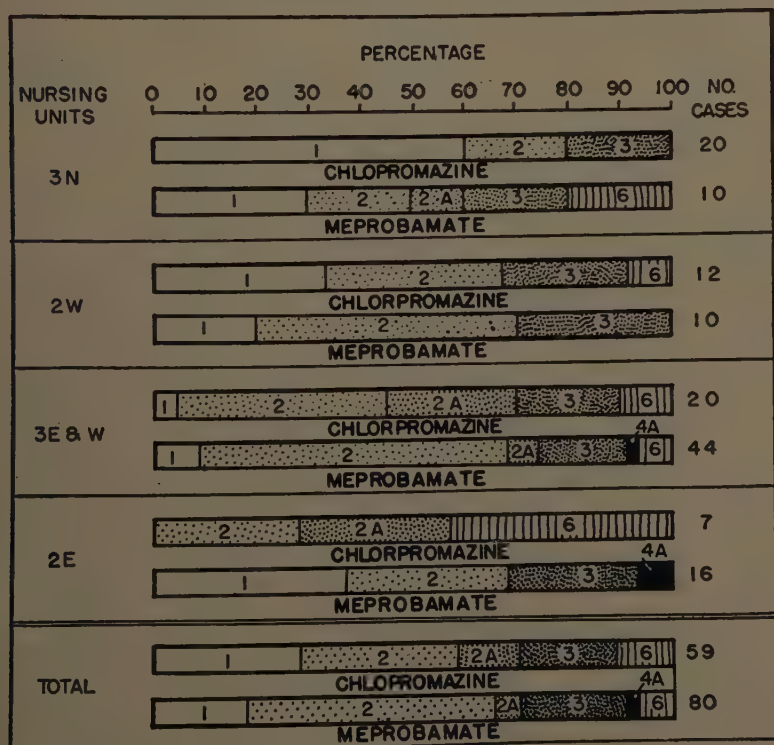 PERCENTAGE
NURSING UNITS
0 10 20 30 40 50 60 70 80 90 100
NO. CASES
3N
1 2 3 20
CHLOPROMAZINE
1 2 2A 3 6 10
MEPROBAMATE
2W
1 2 3 6 12
CHLORPROMAZINE
1 2 3 10
MEPROBAMATE
3E & W
1 2 2A 3 6 20
CHLORPROMAZINE
4A
1 2 2A 3 6 44
MEPROBAMATE
2E
2 2A 6 7
CHLORPROMAZINE
4A
1 2 3 16
MEPROBAMATE
TOTAL
1 2 2A 3 6 59
CHLORPROMAZINE
4A
1 2 2A 3 6 80
MEPROBAMATE